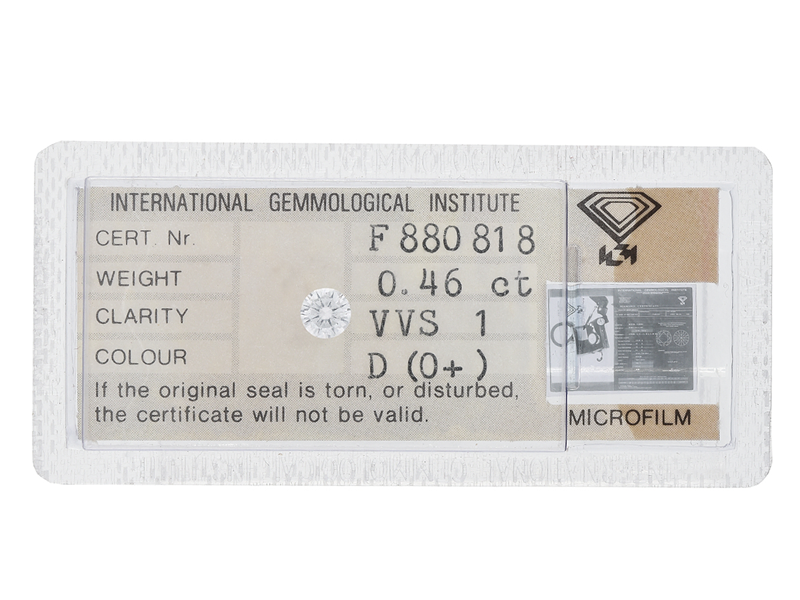 INTERNATIONAL GEMMOLOGICAL INSTITUTE
CERT. Nr. F 880 818
WEIGHT 0.46 ct
CLARITY VVS 1
COLOUR D (0+)
If the original seal is torn, or disturbed,
the certificate will not be valid.
MICROFILM